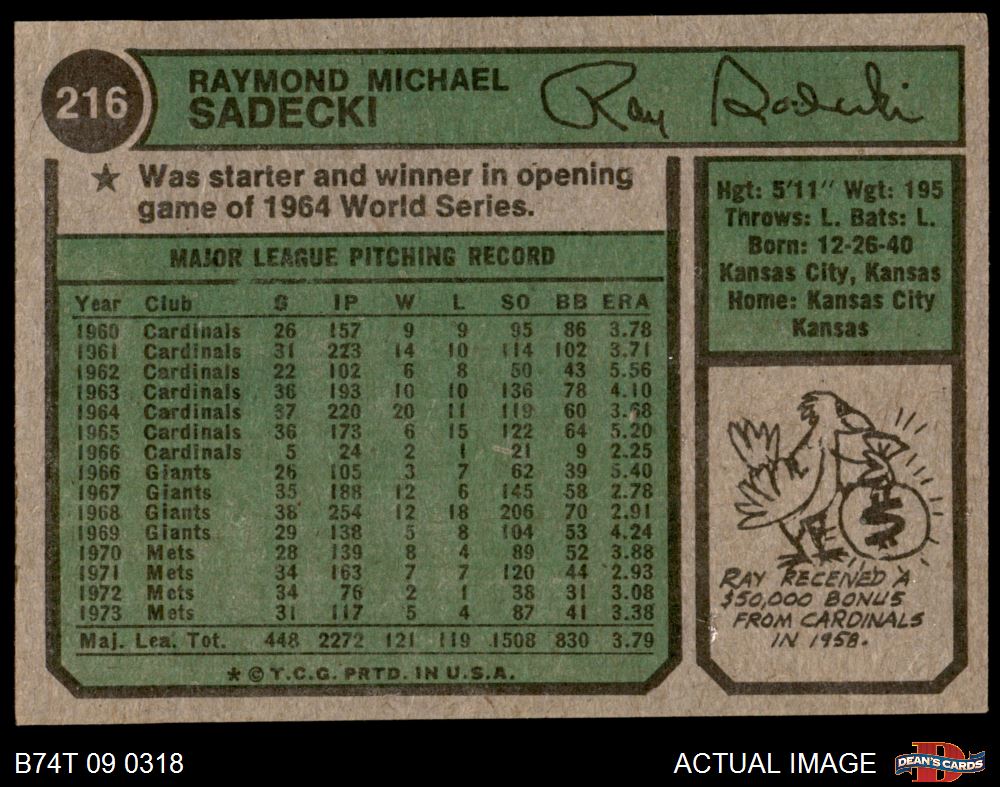 216
RAYMOND MICHAEL
SADECKI
Ray Sadecki
★ Was starter and winner in opening
game of 1964 World Series.
MAJOR LEAGUE PITCHING RECORD
Year Club G IP W L SO BB ERA
1960 Cardinals 26 157 9 9 95 86 3.78
1961 Cardinals 31 223 14 10 114 102 3.71
1962 Cardinals 22 102 6 8 50 43 5.56
1963 Cardinals 36 193 10 10 136 78 4.10
1964 Cardinals 37 220 20 11 119 60 3.68
1965 Cardinals 36 173 6 15 122 64 5.20
1966 Cardinals 5 24 2 1 21 9 2.25
1966 Giants 26 105 3 7 62 39 5.40
1967 Giants 35 188 12 6 145 58 2.78
1968 Giants 38 254 12 18 206 70 2.91
1969 Giants 29 138 5 8 104 53 4.24
1970 Mets 28 139 8 4 89 52 3.88
1971 Mets 34 163 7 7 120 44 2.93
1972 Mets 34 76 2 1 38 31 3.08
1973 Mets 31 117 5 4 87 41 3.38
Maj. Lea. Tot. 448 2272 121 119 1508 830 3.79
* © T.C.G. PRTD. IN U.S.A.
Hgt: 5'11" Wgt: 195
Throws: L. Bats: L.
Born: 12-26-40
Kansas City, Kansas
Home: Kansas City
Kansas
RAY RECEIVED A
$50,000 BONUS
FROM CARDINALS
IN 1958.
B74T 09 0318
ACTUAL IMAGE
DEAN'S CARDS